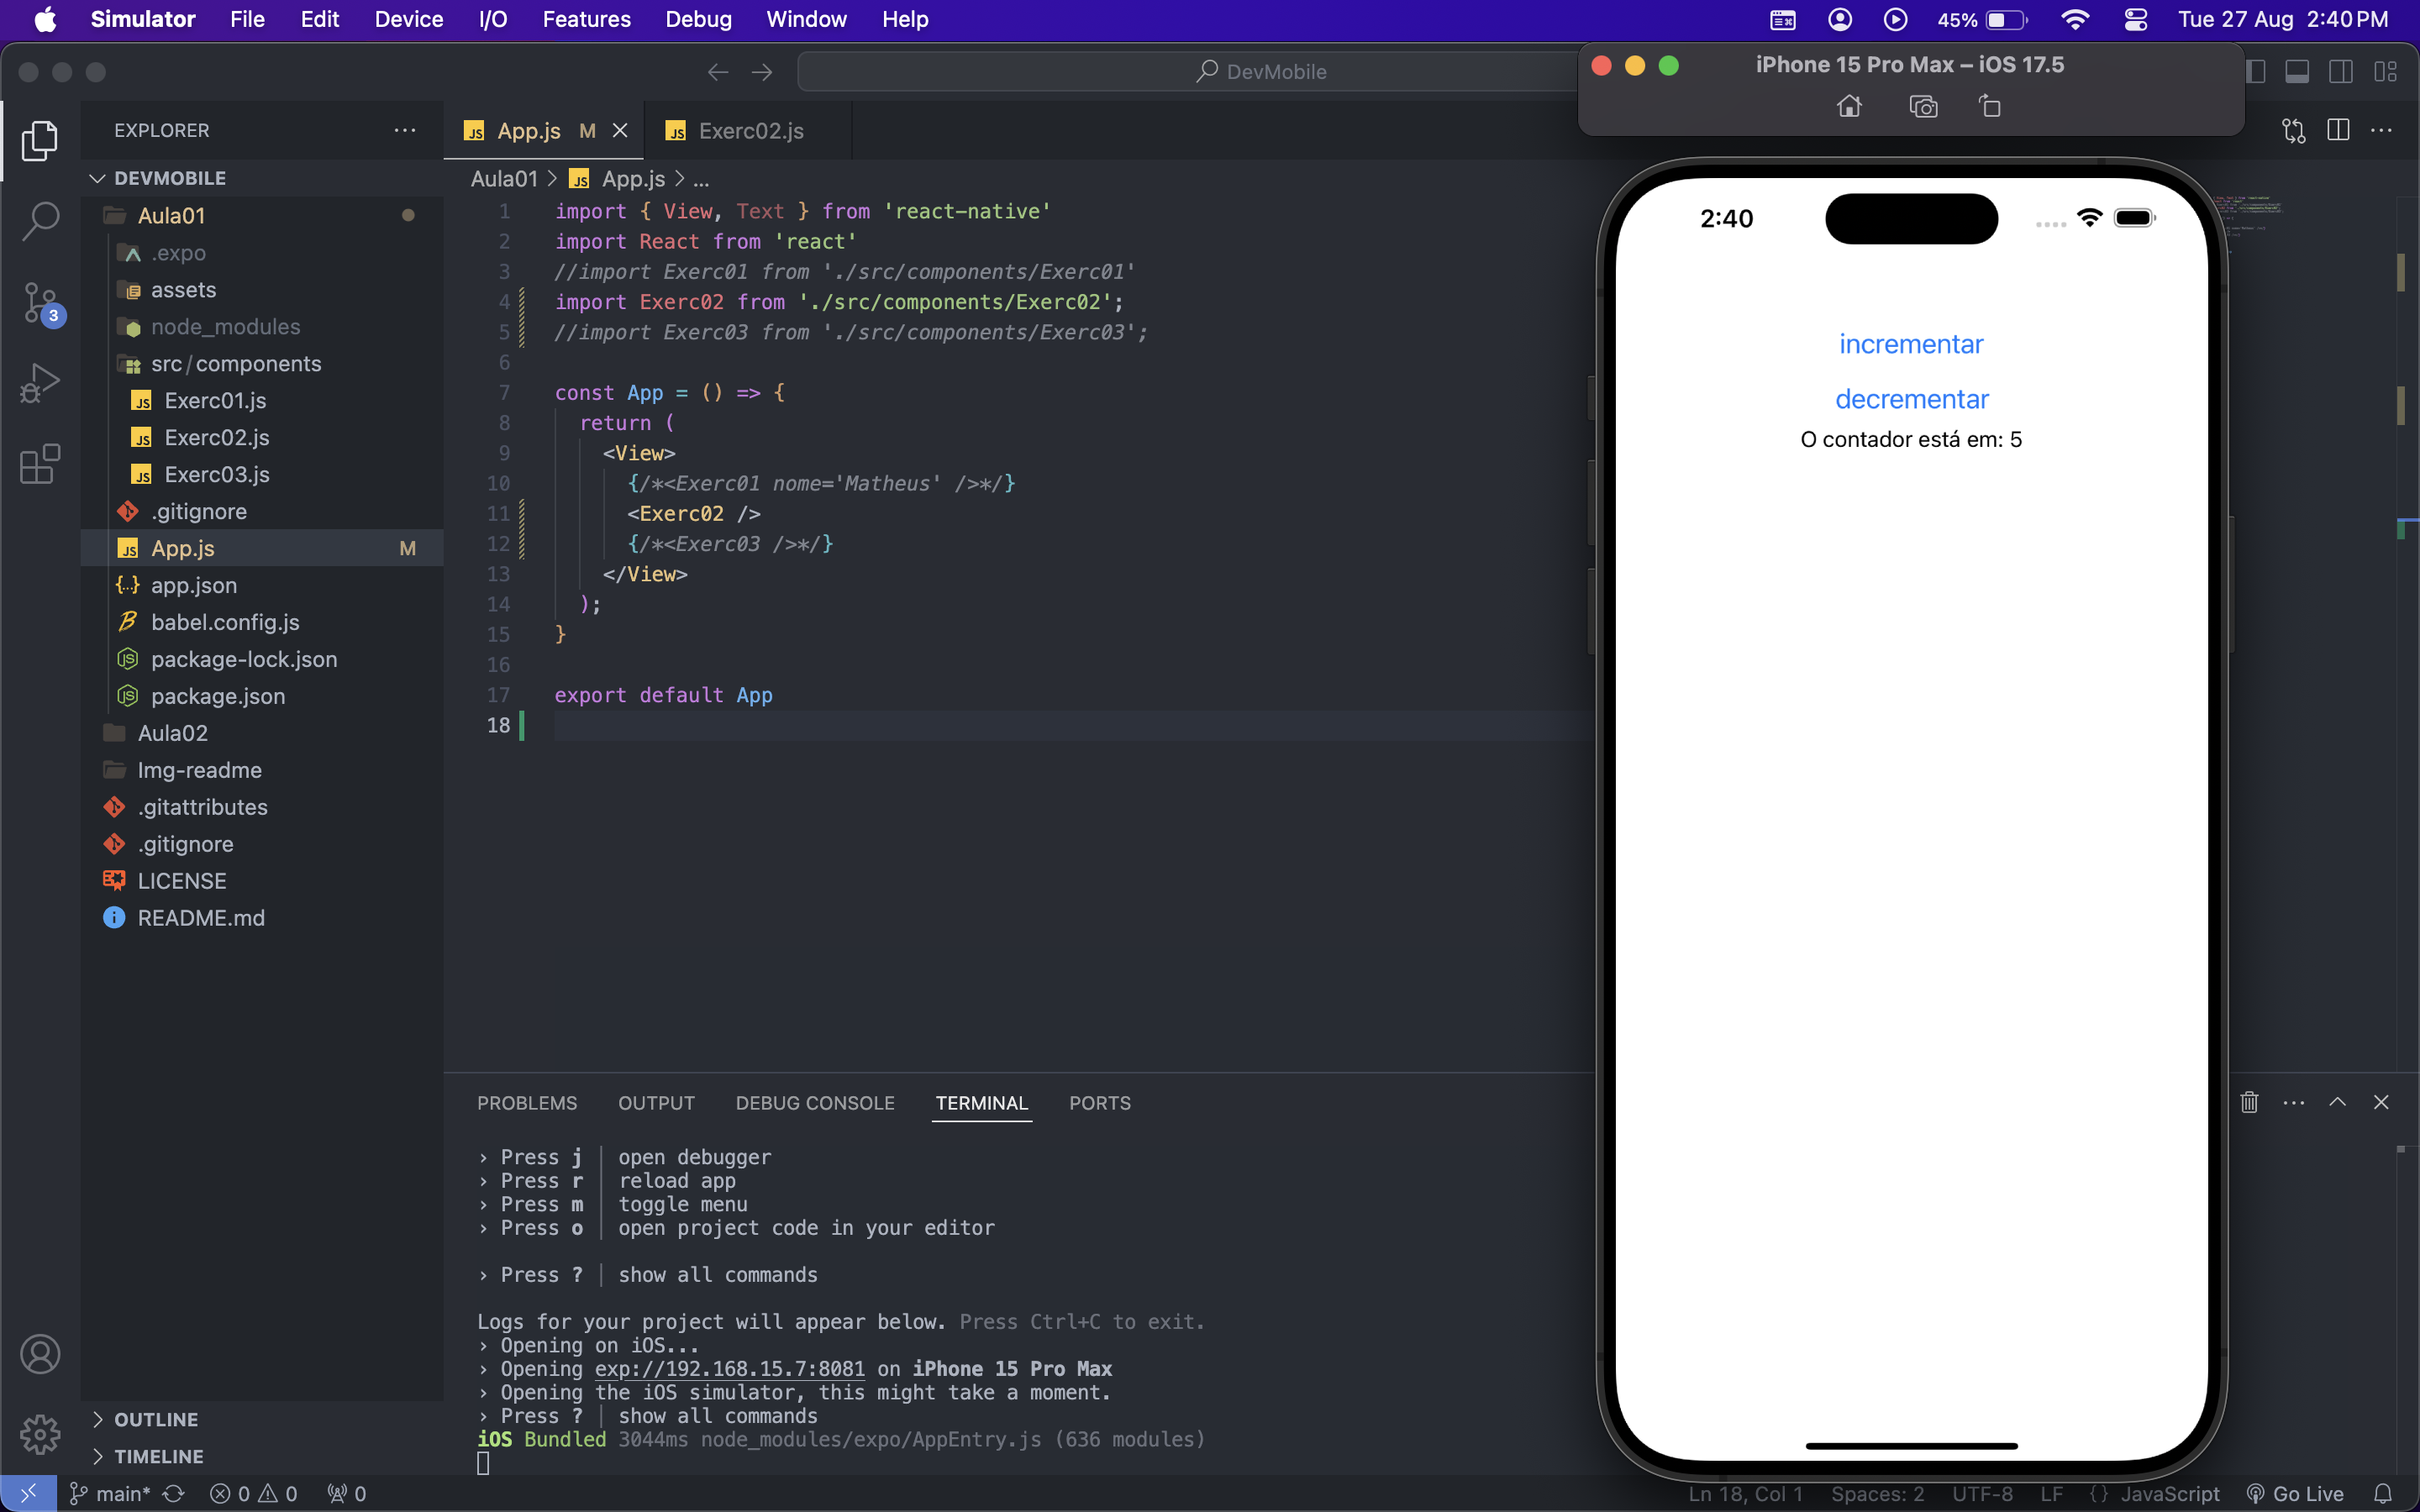 Simulator File Edit Device I/O Features Debug Window Help 45% Tue 27 Aug 2:40 PM
DevMobile
iPhone 15 Pro Max – iOS 17.5
EXPLORER
App.js M
Exerc02.js
DEVMOBILE
Aula01
.expo
assets
node_modules
src/components
Exerc01.js
Exerc02.js
Exerc03.js
.gitignore
App.js M
app.json
babel.config.js
package-lock.json
package.json
Aula02
Img-readme
.gitattributes
.gitignore
LICENSE
README.md
OUTLINE
TIMELINE
3
Aula01 > App.js > ...
1 import { View, Text } from 'react-native'
2 import React from 'react'
3 //import Exerc01 from './src/components/Exerc01'
4 import Exerc02 from './src/components/Exerc02';
5 //import Exerc03 from './src/components/Exerc03';
6
7 const App = () => {
8 return (
9 <View>
10 {/*<Exerc01 nome='Matheus' />*/}
11 <Exerc02 />
12 {/*<Exerc03 />*/}
13 </View>
14 );
15 }
16
17 export default App
18
2:40
incrementar
decrementar
O contador está em: 5
PROBLEMS OUTPUT DEBUG CONSOLE TERMINAL PORTS
› Press j │ open debugger
› Press r │ reload app
› Press m │ toggle menu
› Press o │ open project code in your editor
› Press ? │ show all commands
Logs for your project will appear below. Press Ctrl+C to exit.
› Opening on iOS...
› Opening exp://192.168.15.7:8081 on iPhone 15 Pro Max
› Opening the iOS simulator, this might take a moment.
› Press ? │ show all commands
iOS Bundled 3044ms node_modules/expo/AppEntry.js (636 modules)
main* 0 0 0 Ln 18, Col 1 Spaces: 2 UTF-8 LF {} JavaScript Go Live